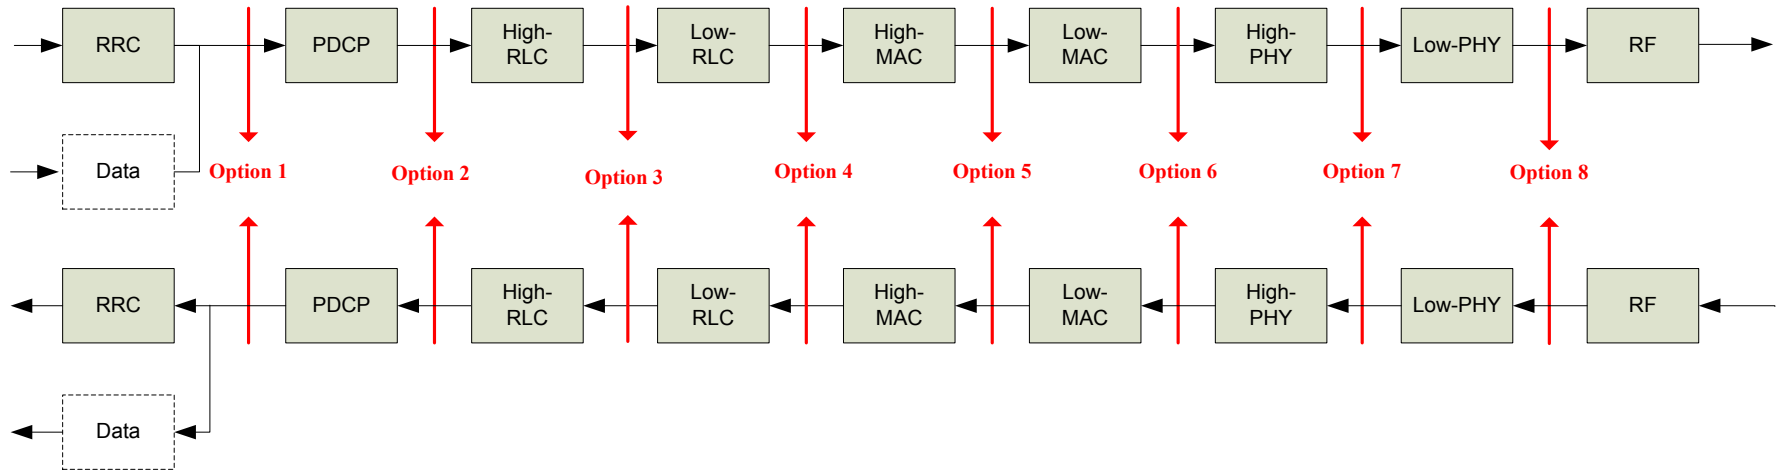 RRC
PDCP
High-
RLC
Low-
RLC
High-
MAC
Low-
MAC
High-
PHY
Low-PHY
RF
Data
Option 1
Option 2
Option 3
Option 4
Option 5
Option 6
Option 7
Option 8
RRC
PDCP
High-
RLC
Low-
RLC
High-
MAC
Low-
MAC
High-
PHY
Low-PHY
RF
Data